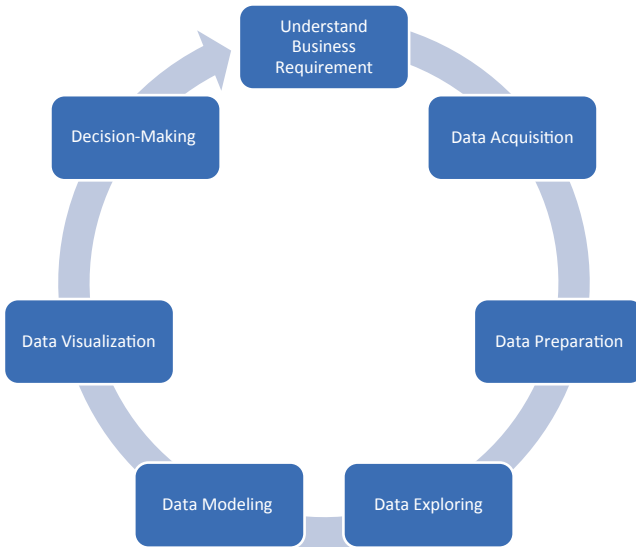 Understand
Business
Requirement
Data Acquisition
Data Preparation
Data Exploring
Data Modeling
Data Visualization
Decision-Making